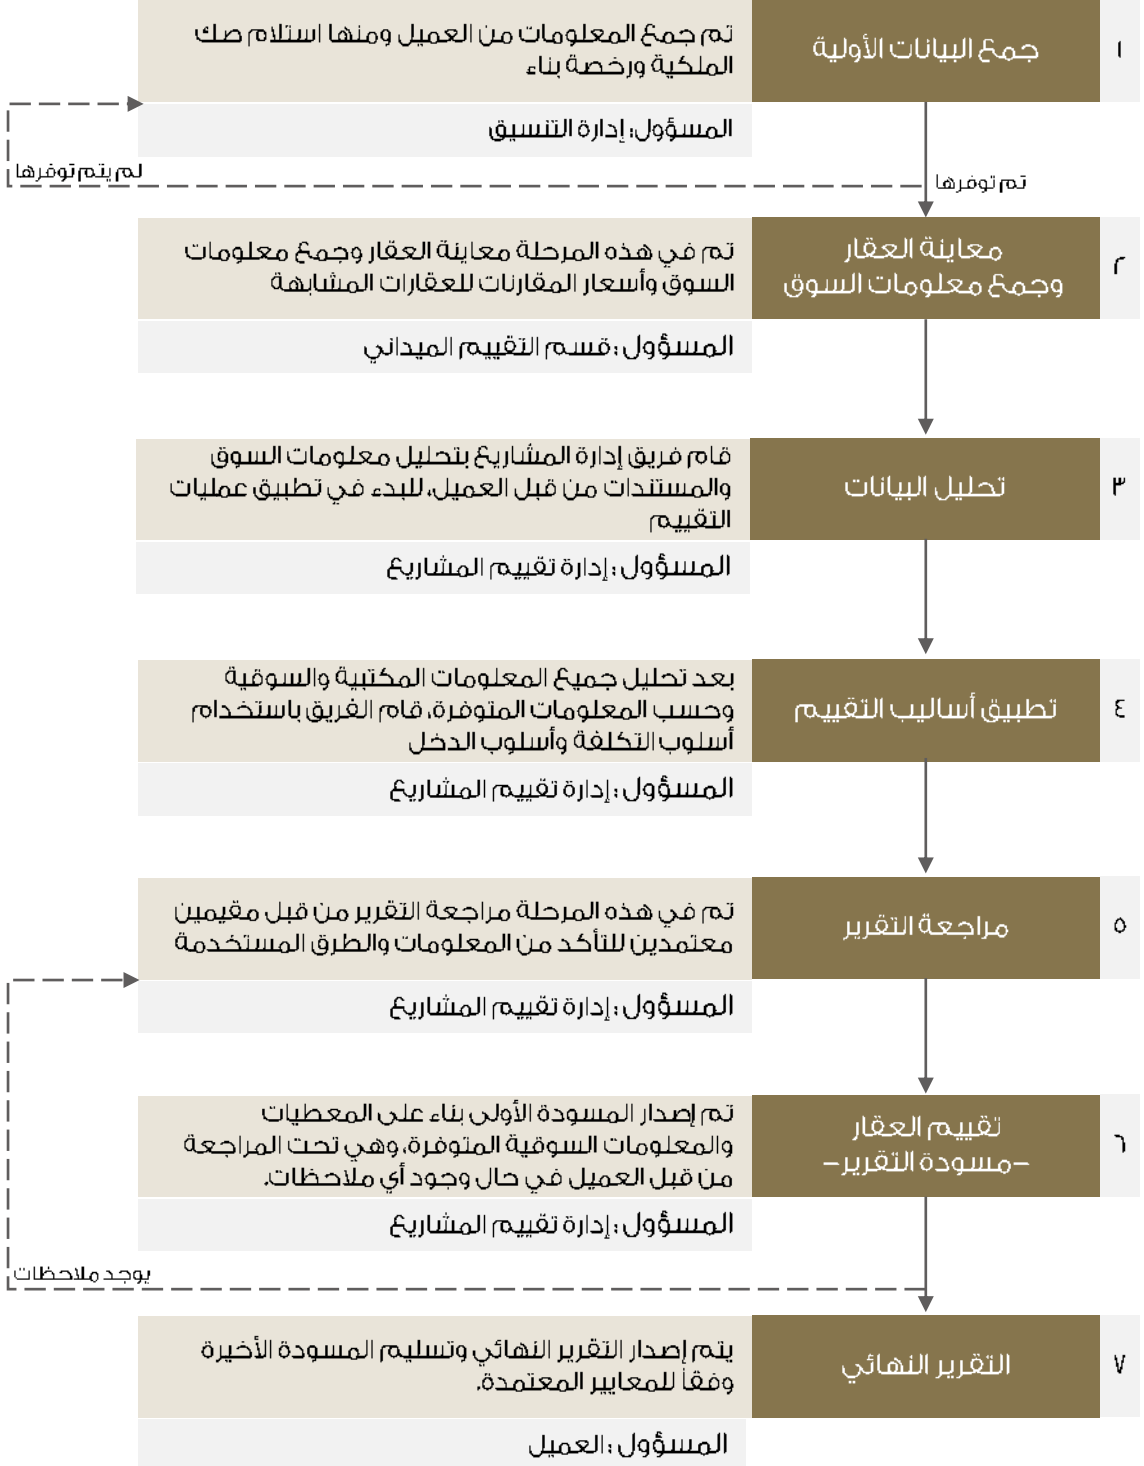 ١
جمع البيانات الأولية
تم جمع المعلومات من العميل ومنها استلام صك
الملكية ورخصة بناء
المسؤول: إدارة التنسيق
لم يتم توفرها
تم توفرها
٢
معاينة العقار
وجمع معلومات السوق
تم في هذه المرحلة معاينة العقار وجمع معلومات
السوق وأسعار المقارنات للعقارات المشابهة
المسؤول: قسم التقييم الميداني
٣
تحليل البيانات
قام فريق إدارة المشاريع بتحليل معلومات السوق
والمستندات من قبل العميل، للبدء في تطبيق عمليات
التقييم
المسؤول: إدارة تقييم المشاريع
٤
تطبيق أساليب التقييم
بعد تحليل جميع المعلومات المكتبية والسوقية
وحسب المعلومات المتوفرة، قام الفريق باستخدام
أسلوب التكلفة وأسلوب الدخل
المسؤول: إدارة تقييم المشاريع
٥
مراجعة التقرير
تم في هذه المرحلة مراجعة التقرير من قبل مقيمين
معتمدين للتأكد من المعلومات والطرق المستخدمة
المسؤول: إدارة تقييم المشاريع
٦
تقييم العقار
–مسودة التقرير–
تم إصدار المسودة الأولى بناء على المعطيات
والمعلومات السوقية المتوفرة، وهي تحت المراجعة
من قبل العميل في حال وجود أي ملاحظات.
المسؤول: إدارة تقييم المشاريع
يوجد ملاحظات
٧
التقرير النهائي
يتم إصدار التقرير النهائي وتسليم المسودة الأخيرة
وفقاً للمعايير المعتمدة.
المسؤول: العميل